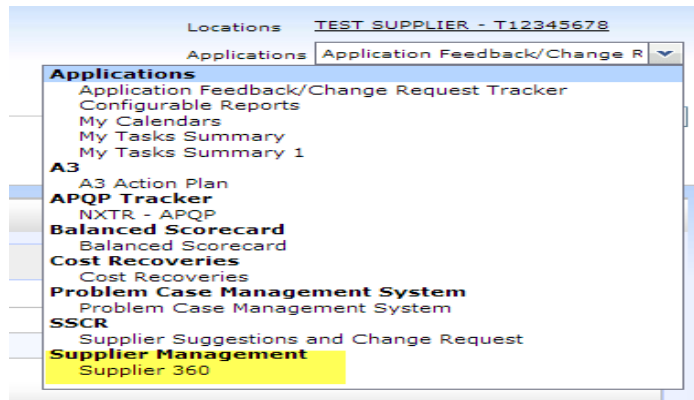 Locations TEST SUPPLIER - T12345678
Applications Application Feedback/Change R
Applications
Application Feedback/Change Request Tracker
Configurable Reports
My Calendars
My Tasks Summary
My Tasks Summary 1
A3
A3 Action Plan
APQP Tracker
NXTR - APQP
Balanced Scorecard
Balanced Scorecard
Cost Recoveries
Cost Recoveries
Problem Case Management System
Problem Case Management System
SSCR
Supplier Suggestions and Change Request
Supplier Management
Supplier 360